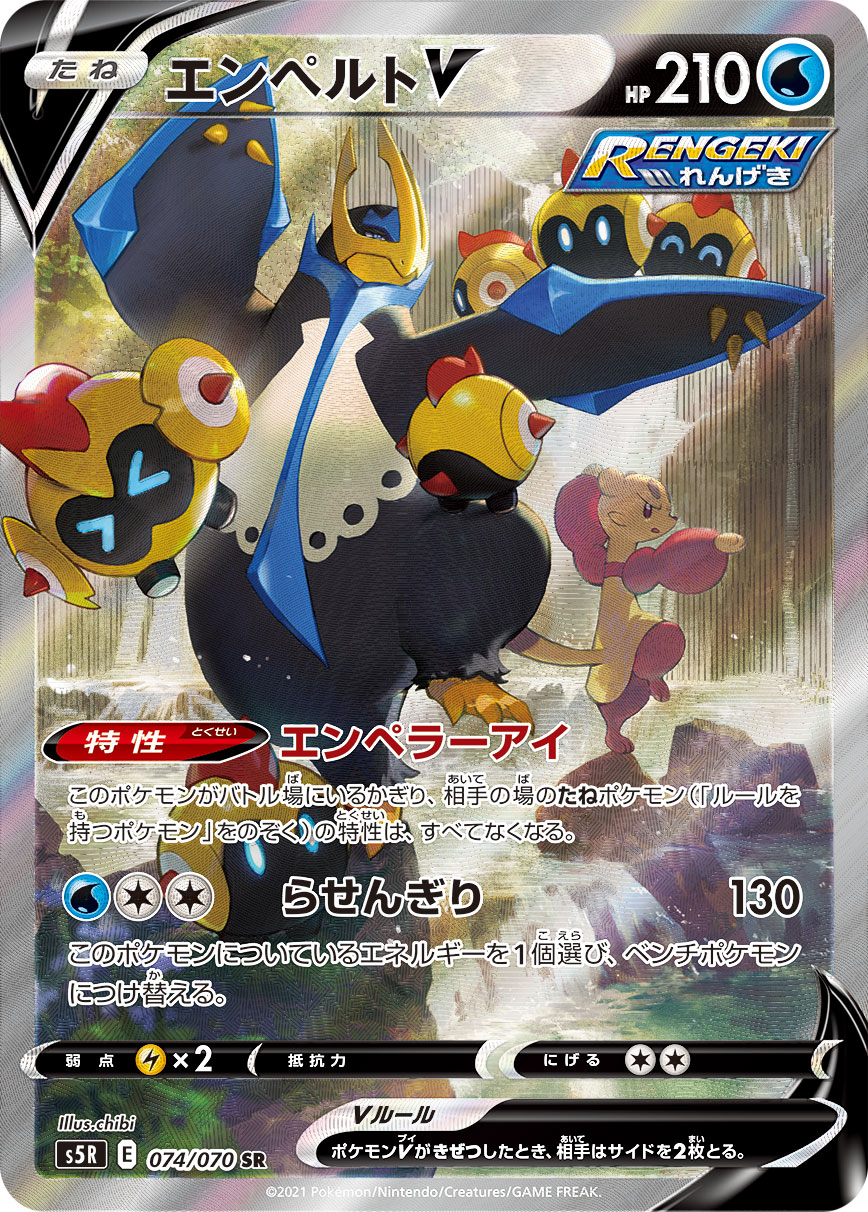 たね
エンペルトV
HP 210
RENGEKI
れんげき
特性 とくせい エンペラーアイ
このポケモンがバトル場にいるかぎり、相手の場のたねポケモン(「ルールを
持つポケモン」をのぞく)の特性は、すべてなくなる。
らせんぎり 130
このポケモンについているエネルギーを1個選び、ベンチポケモン
につけ替える。
弱点 ×2 抵抗力 にげる
Vルール
ポケモンVがきぜつしたとき、相手はサイドを2枚とる。
Illus.chibi
s5R E 074/070 SR
©2021 Pokémon/Nintendo/Creatures/GAME FREAK.